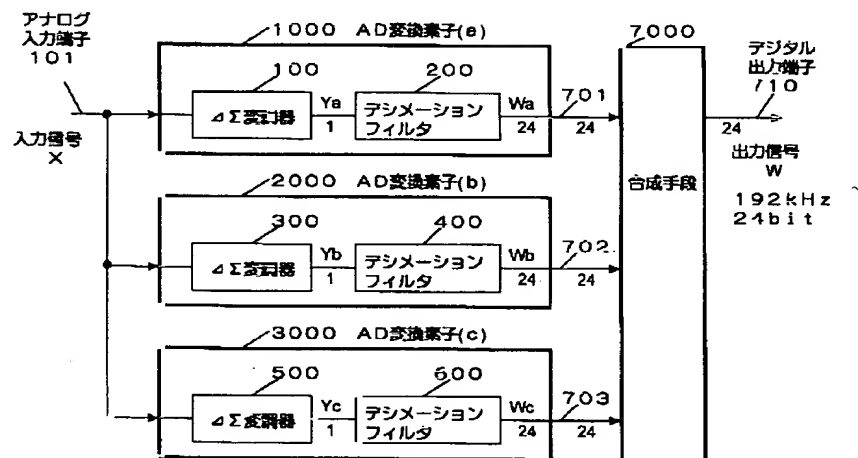 アナログ
入力端子
101
入力信号
X
1000 AD変換素子(a)
100
ΔΣ変調器
Ya
1
200
デシメーション
フィルタ
Wa
24
701
24
2000 AD変換素子(b)
300
ΔΣ変調器
Yb
1
400
デシメーション
フィルタ
Wb
24
702
24
3000 AD変換素子(c)
500
ΔΣ変調器
Yc
1
600
デシメーション
フィルタ
Wc
24
703
24
7000
合成手段
デジタル
出力端子
710
24
出力信号
W
192kHz
24bit